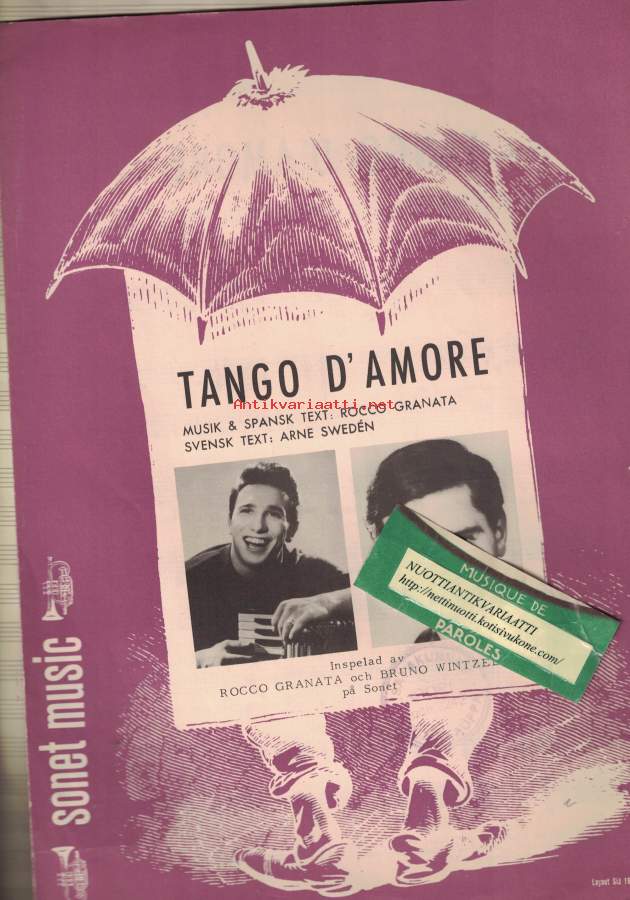 TANGO D'AMORE
Antikvariaatti.net
MUSIK & SPANSK TEXT: ROCCO GRANATA
SVENSK TEXT: ARNE SWEDÉN
MUSIQUE DE
NUOTTIANTIKVARIAATTI
http://nettinuotti.kotisivukone.com/
PAROLES
Inspelad av
ROCCO GRANATA och BRUNO
på Sonet
sonet music
Layout